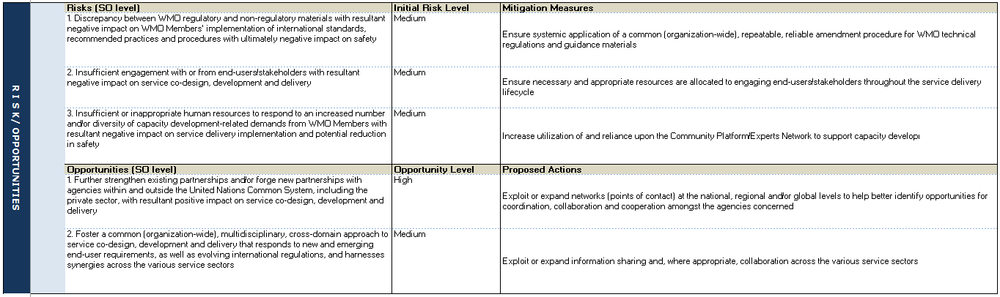 RISK/ OPPORTUNITIES
Risks (SO level) Initial Risk Level Mitigation Measures
1. Discrepancy between WMO regulatory and non-regulatory materials with resultant
negative impact on WMO Members' implementation of international standards,
recommended practices and procedures with ultimately negative impact on safety
Medium
Ensure systemic application of a common (organization-wide), repeatable, reliable amendment procedure for WMO technical
regulations and guidance materials
2. Insufficient engagement with or from end-users/stakeholders with resultant
negative impact on service co-design, development and delivery
Medium
Ensure necessary and appropriate resources are allocated to engaging end-users/stakeholders throughout the service delivery
lifecycle
3. Insufficient or inappropriate human resources to respond to an increased number
and/or diversity of capacity development-related demands from WMO Members with
resultant negative impact on service delivery implementation and potential reduction
in safety
Medium
Increase utilization of and reliance upon the Community Platform/Experts Network to support capacity
Opportunities (SO level) Opportunity Level Proposed Actions
1. Further strengthen existing partnerships and/or forge new partnerships with
agencies within and outside the United Nations Common System, including the
private sector, with resultant positive impact on service co-design, development and
delivery
High
Exploit or expand networks (points of contact) at the national, regional and/or global levels to help better identify opportunities for
coordination, collaboration and cooperation amongst the agencies concerned
2. Foster a common (organization-wide), multidisciplinary, cross-domain approach to
service co-design, development and delivery that responds to new and emerging
end-user requirements, as well as evolving international regulations, and harnesses
synergies across the various service sectors
Medium
Exploit or expand information sharing and, where appropriate, collaboration across the various service sectors